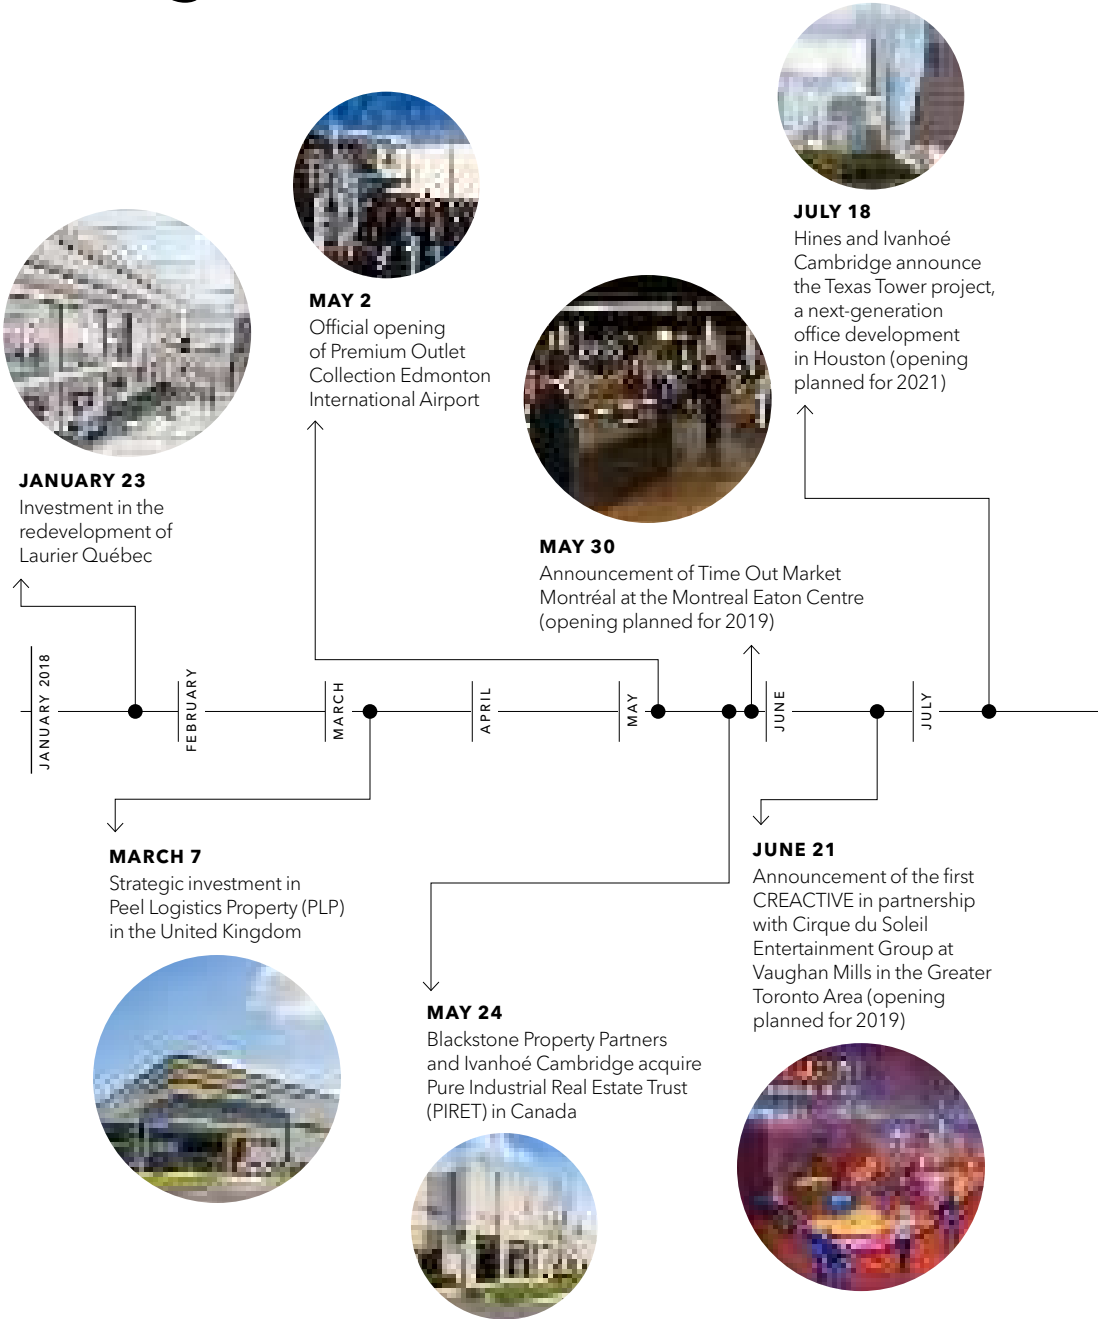 JULY 18
Hines and Ivanhoé
Cambridge announce
the Texas Tower project,
a next-generation
office development
in Houston (opening
planned for 2021)
MAY 2
Official opening
of Premium Outlet
Collection Edmonton
International Airport
JANUARY 23
Investment in the
redevelopment of
Laurier Québec
MAY 30
Announcement of Time Out Market
Montréal at the Montreal Eaton Centre
(opening planned for 2019)
JANUARY 2018
FEBRUARY
MARCH
APRIL
MAY
JUNE
JULY
MARCH 7
Strategic investment in
Peel Logistics Property (PLP)
in the United Kingdom
MAY 24
Blackstone Property Partners
and Ivanhoé Cambridge acquire
Pure Industrial Real Estate Trust
(PIRET) in Canada
JUNE 21
Announcement of the first
CREACTIVE in partnership
with Cirque du Soleil
Entertainment Group at
Vaughan Mills in the Greater
Toronto Area (opening
planned for 2019)